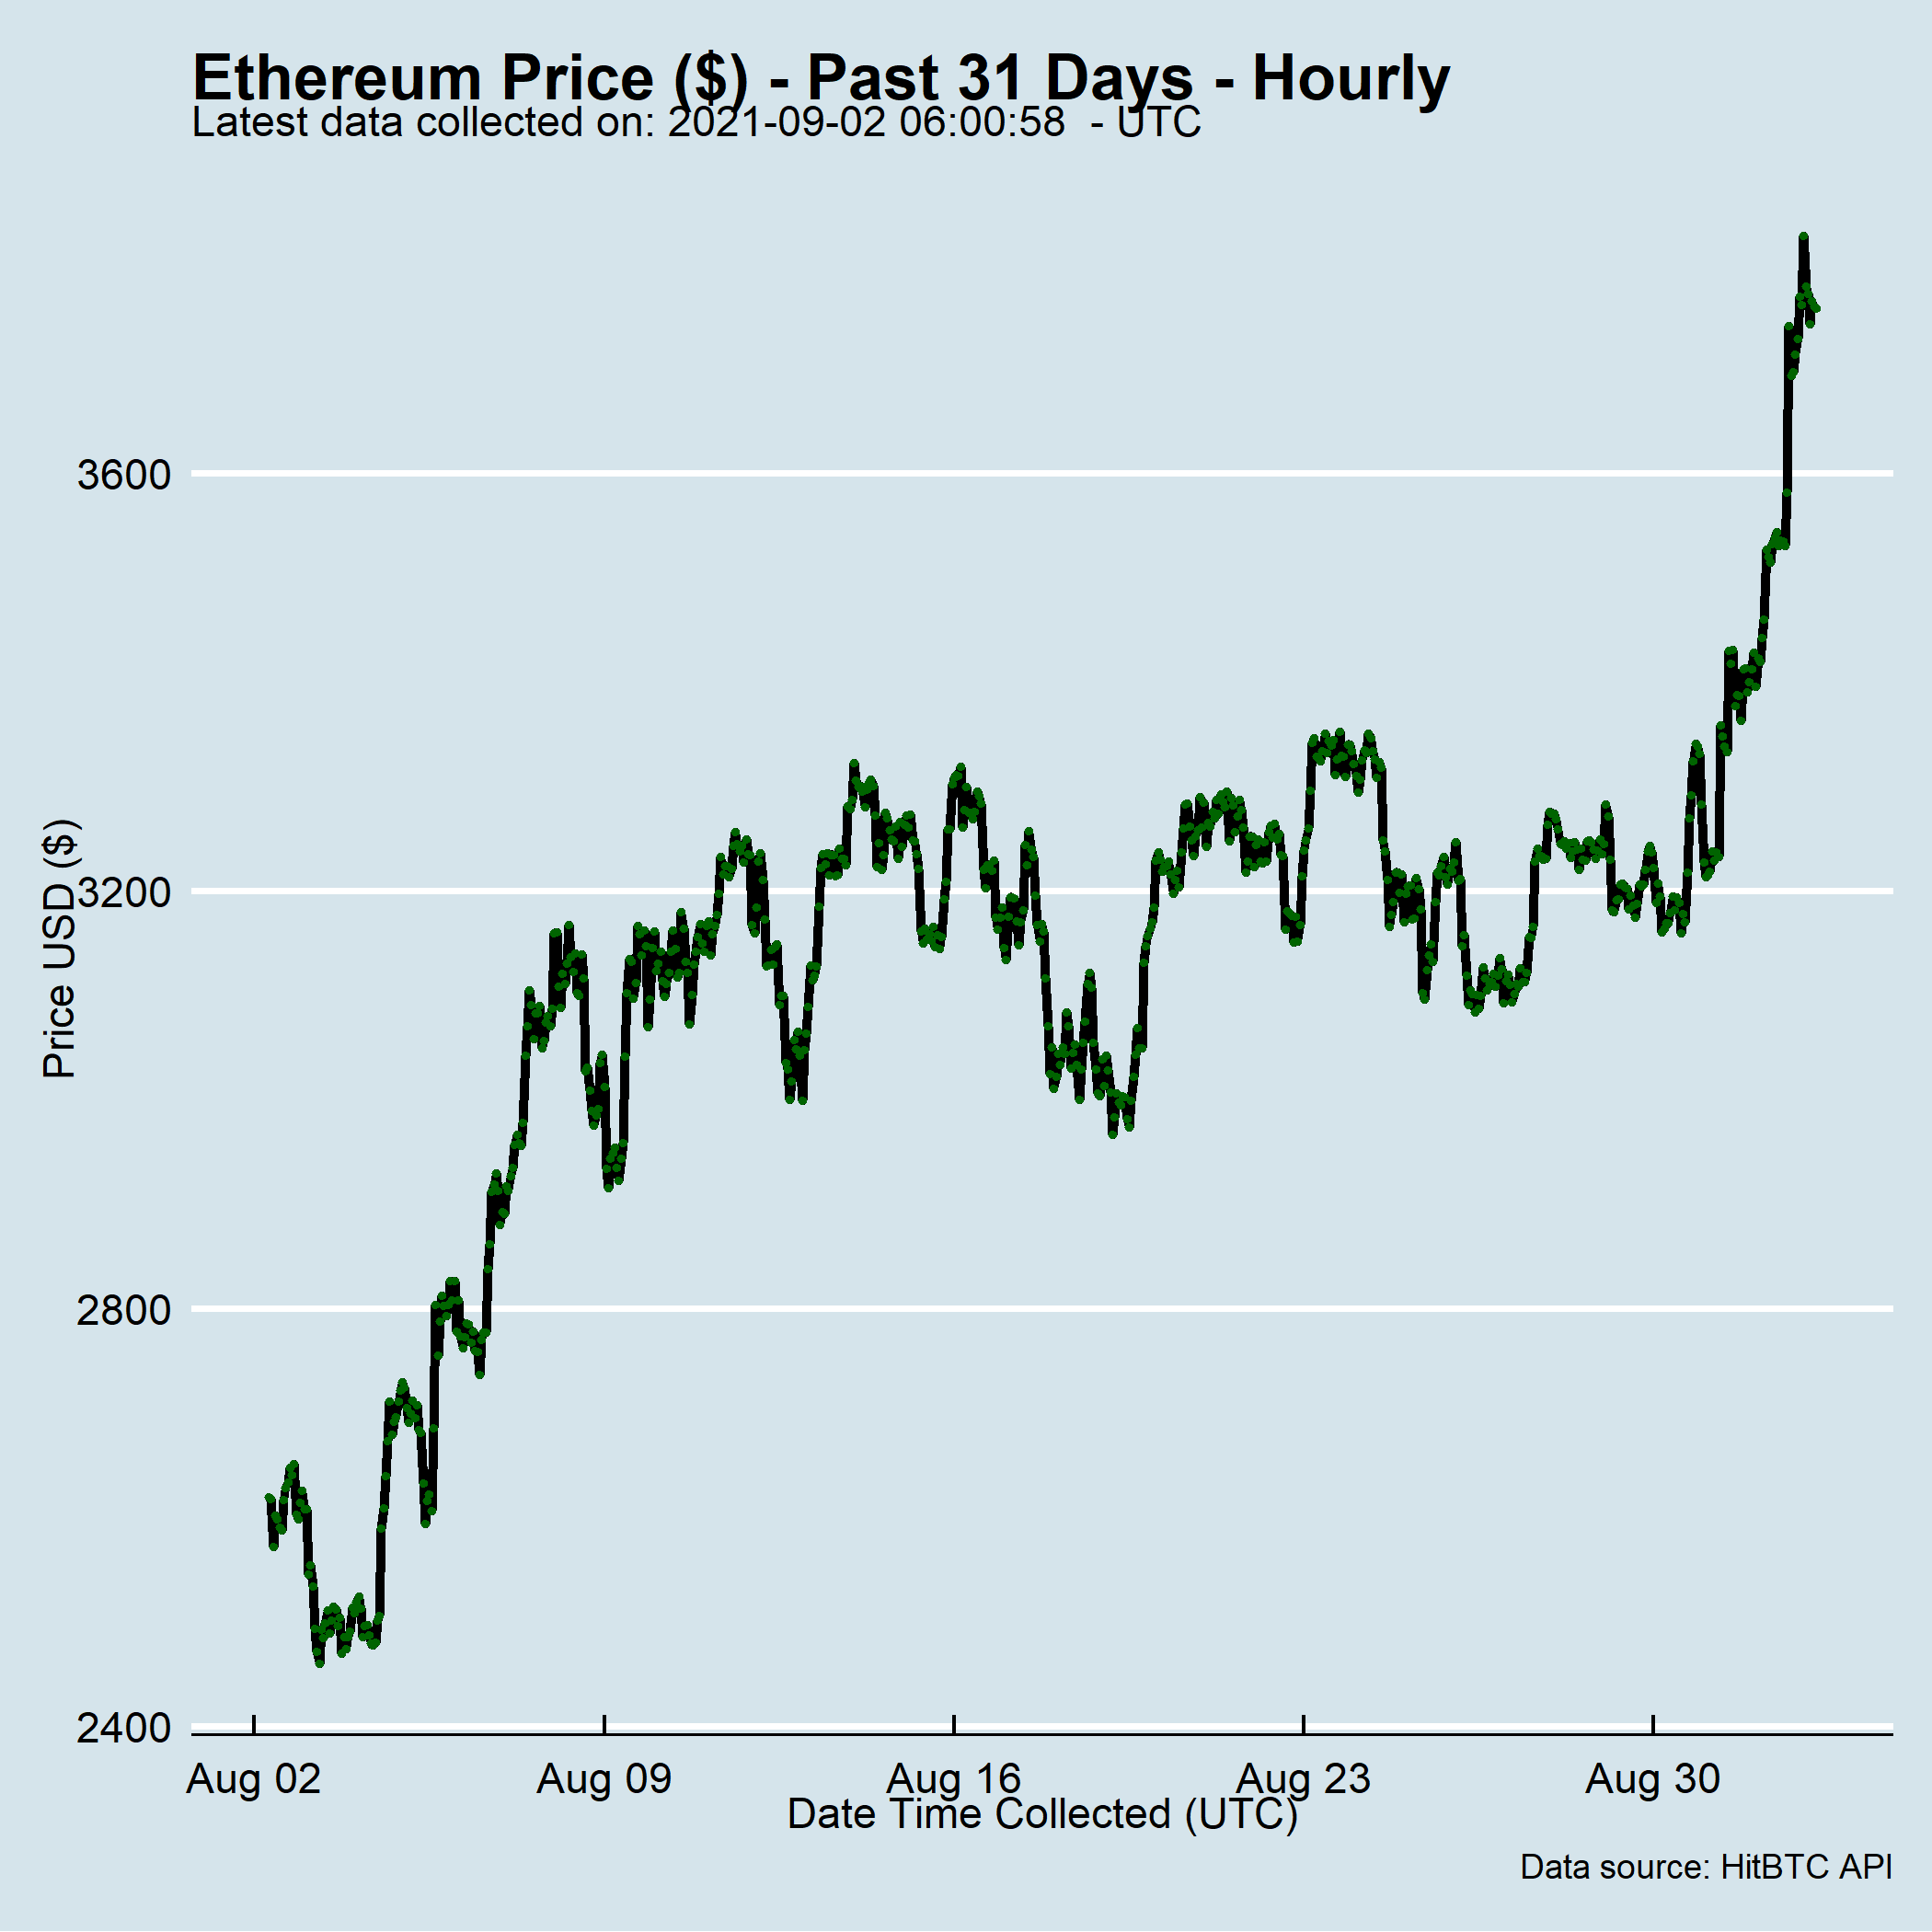 Ethereum Price ($) - Past 31 Days - Hourly
Latest data collected on: 2021-09-02 06:00:58  - UTC
Price USD ($)
3600
3200
2800
2400
Aug 02 Aug 09 Aug 16 Aug 23 Aug 30
Date Time Collected (UTC)
Data source: HitBTC API